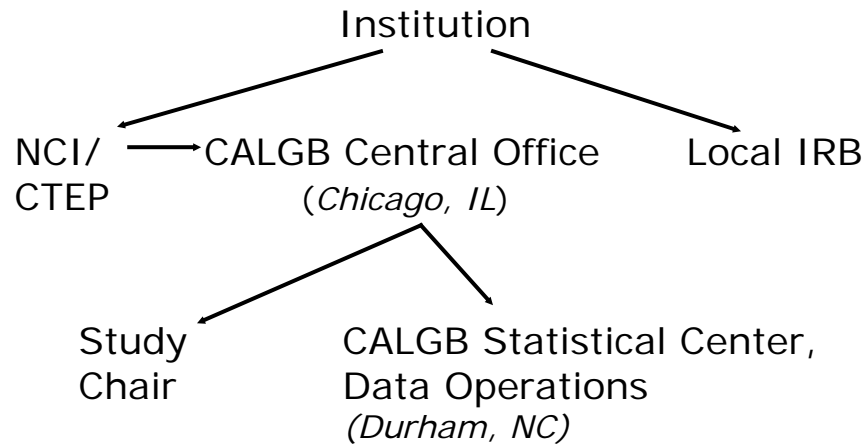 Institution
NCI/
CTEP
CALGB Central Office
(Chicago, IL)
Local IRB
Study
Chair
CALGB Statistical Center,
Data Operations
(Durham, NC)